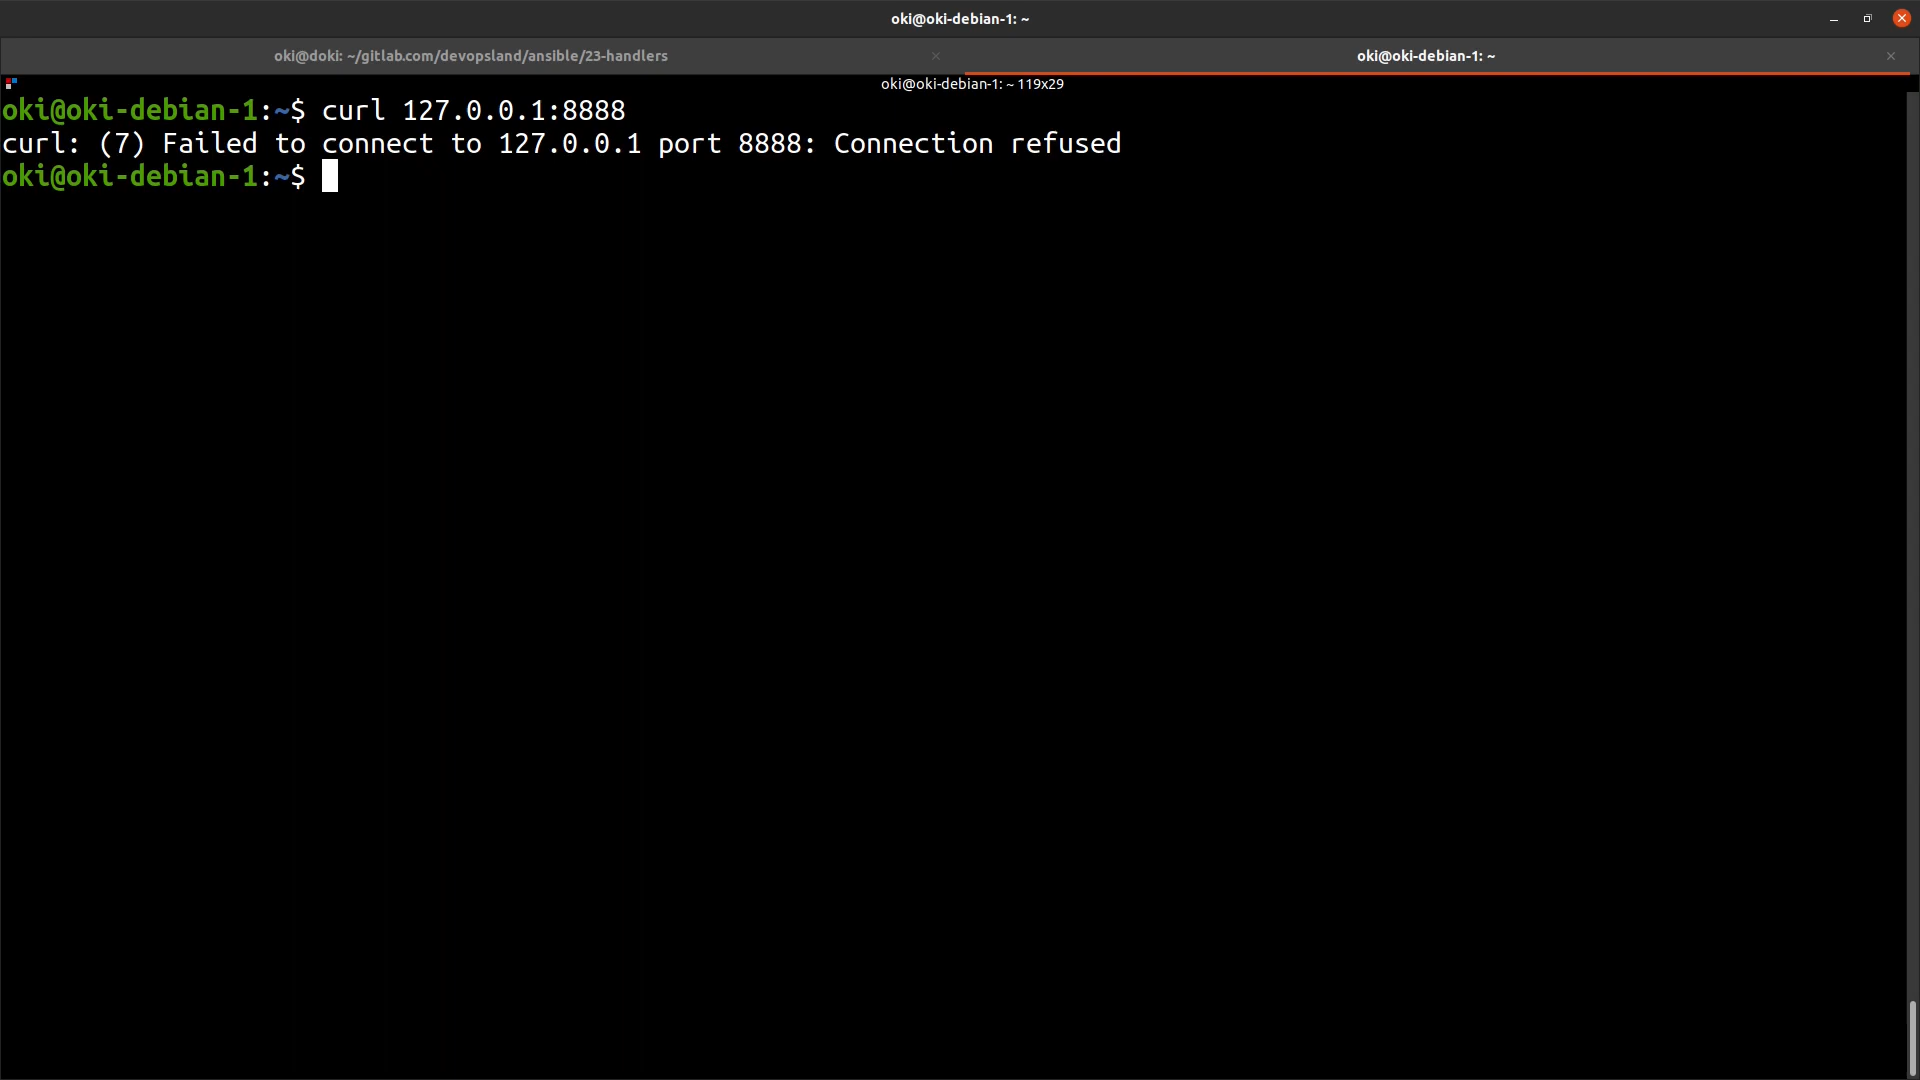 oki@oki-debian-1: ~
oki@doki: ~/gitlab.com/devopsland/ansible/23-handlers
oki@oki-debian-1: ~
oki@oki-debian-1: ~ 119x29
oki@oki-debian-1:~$ curl 127.0.0.1:8888
curl: (7) Failed to connect to 127.0.0.1 port 8888: Connection refused
oki@oki-debian-1:~$